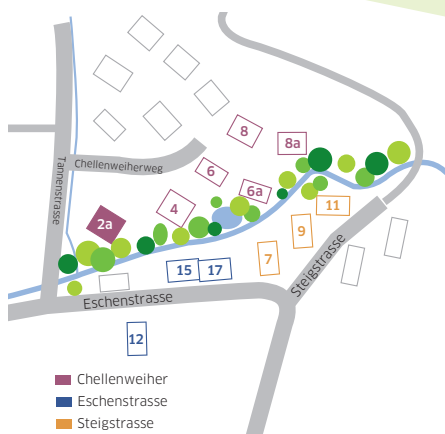 8
8a
Chellenweiherweg
6
6a
Tannenstrasse
4
11
2a
9
7
15
17
Steigstrasse
Eschenstrasse
12
Chellenweiher
Eschenstrasse
Steigstrasse